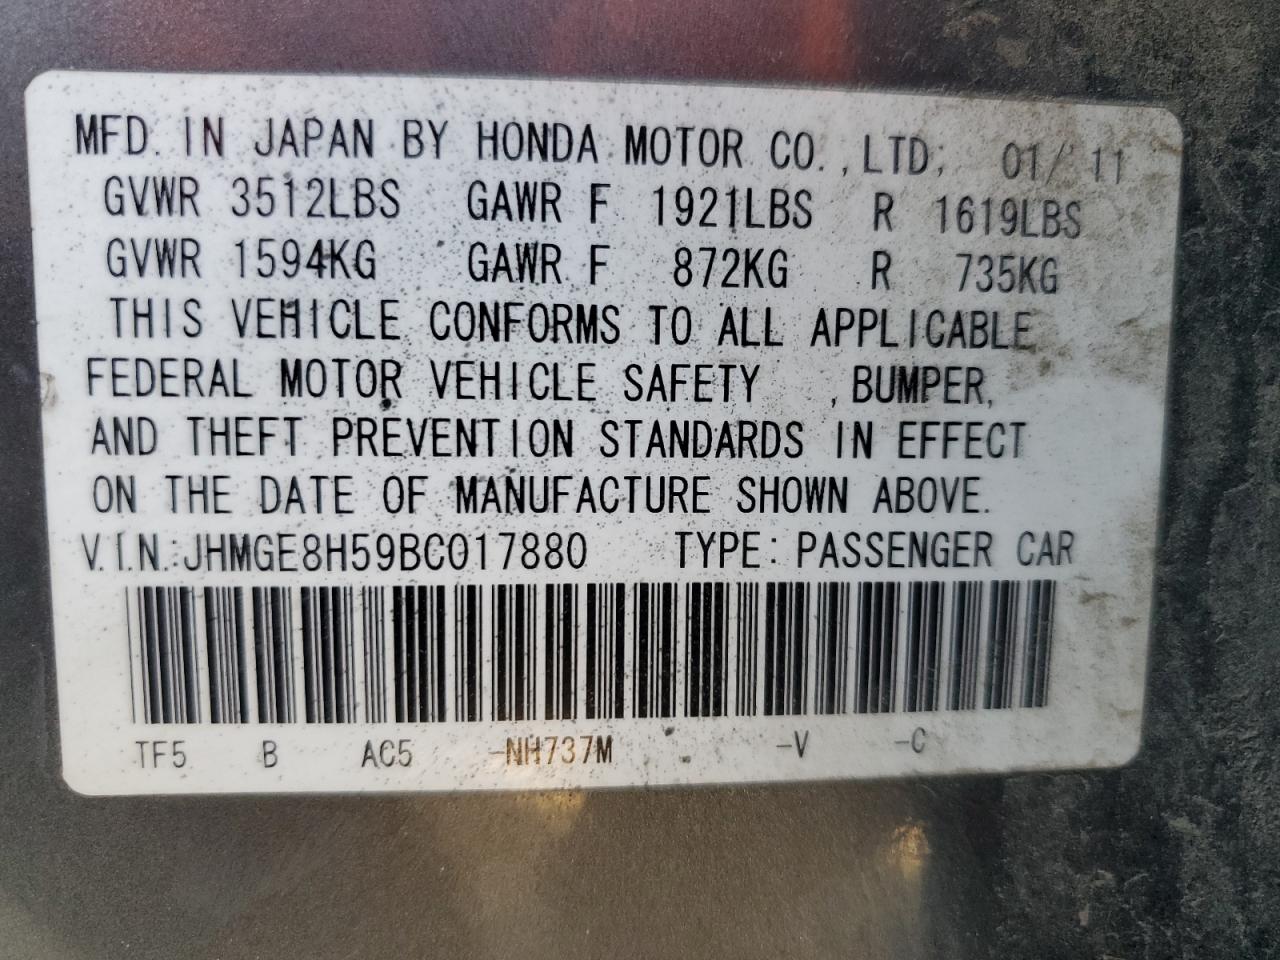 MFD. IN JAPAN BY HONDA MOTOR CO.,LTD; 01/ 11
GVWR 3512LBS GAWR F 1921LBS R 1619LBS
GVWR 1594KG GAWR F 872KG R 735KG
THIS VEHICLE CONFORMS TO ALL APPLICABLE
FEDERAL MOTOR VEHICLE SAFETY , BUMPER,
AND THEFT PREVENTION STANDARDS IN EFFECT
ON THE DATE OF MANUFACTURE SHOWN ABOVE.
V.I.N.:JHMGE8H59BC017880 TYPE: PASSENGER CAR
TF5 B AC5 -NH737M -V -C